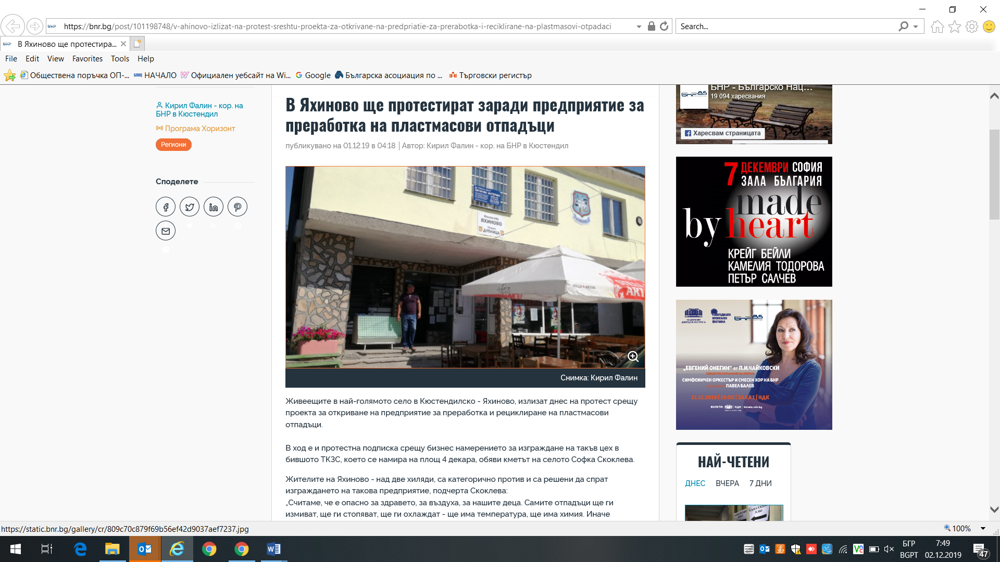 https://bnr.bg/post/101198748/v-ahinovo-izlizat-na-protest-sreshtu-proekta-za-otkrivane-na-predpriatie-za-prerabotka-i-reciklirane-na-plastmasovi-otpadaci
Search...
В Яхиново ще протестира...
File Edit View Favorites Tools Help
Обществена поръчка ОП-... НАЧАЛО Официален уебсайт на Wi... Google Българска асоциация по ... Търговски регистър
Кирил Фалин - кор. на
БНР в Кюстендил
Програма Хоризонт
Региони
Споделете
В Яхиново ще протестират заради предприятие за
преработка на пластмасови отпадъци
публикувано на 01.12.19 в 04:18 | Автор: Кирил Фалин - кор. на БНР в Кюстендил
ЯХИНОВО
ДУПНИЦА
STELLA ARTOIS
Снимка: Кирил Фалин
Живеещите в най-голямото село в Кюстендилско - Яхиново, излизат днес на протест срещу
проекта за откриване на предприятие за преработка и рециклиране на пластмасови
отпадъци.
В ход е и протестна подписка срещу бизнес намерението за изграждане на такъв цех в
бившото ТКЗС, което се намира на площ 4 декара, обяви кметът на селото Софка Скоклева.
Жителите на Яхиново - над две хиляди, са категорично против и са решени да спрат
изграждането на такова предприятие, подчерта Скоклева:
„Считаме, че е опасно за здравето, за въздуха, за нашите деца. Самите отпадъци ще ги
измиват, ще ги стопяват, ще ги охлаждат - ще има температура, ще има химия. Иначе
БНР - Българско Нац...
19 094 харесвания
Харесвам страницата
7 ДЕКЕМВРИ СОФИЯ
ЗАЛА БЪЛГАРИЯ
made
by heart
КРЕЙГ БЕЙЛИ
КАМЕЛИЯ ТОДОРОВА
ПЕТЪР САЛЧЕВ
НОВОГОДИШЕН
МУЗИКАЛЕН
ФЕСТИВАЛ
„ЕВГЕНИЙ ОНЕГИН" от П.И.ЧАЙКОВСКИ
СИМФОНИЧЕН ОРКЕСТЪР И СМЕСЕН ХОР НА БНР
ПАВЕЛ БАЛЕВ
21.12.2019 | 19:00 | ЗАЛА 1 | НДК
БИЛЕТИ: НДК tickets.ndk.bg
НАЙ-ЧЕТЕНИ
ДНЕС ВЧЕРА 7 ДНИ
https://static.bnr.bg/gallery/cr/809c70c879f69b56ef42d9037aef7237.jpg
100%
БГР
BGPT
7:49
02.12.2019
47